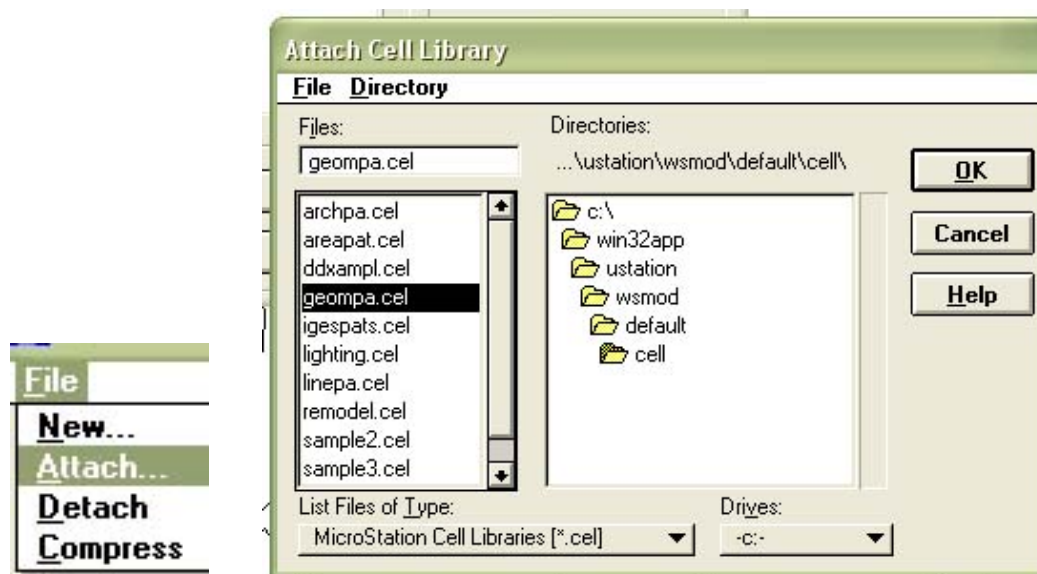 File
New...
Attach...
Detach
Compress
Attach Cell Library
File Directory
Files:
geompa.cel
archpa.cel
areapat.cel
ddxampl.cel
geompa.cel
igespats.cel
lighting.cel
linepa.cel
remodel.cel
sample2.cel
sample3.cel
List Files of Type:
MicroStation Cell Libraries [*.cel]
Directories:
...\ustation\wsmod\default\cell\
c:\
win32app
ustation
wsmod
default
cell
Drives:
-c:-
OK
Cancel
Help